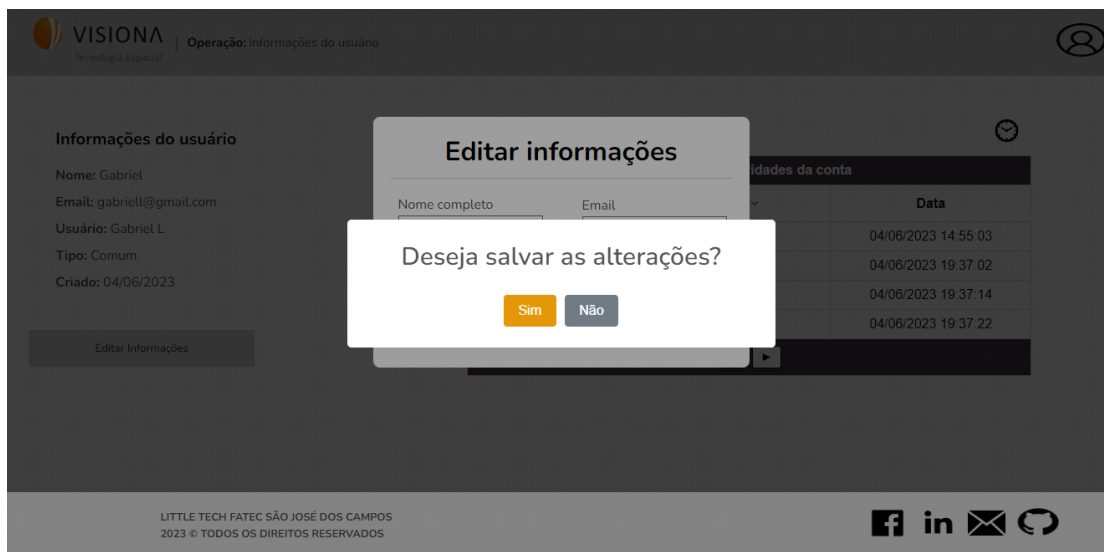 VISIONA
Tecnologia Espacial
Operação: Informações do usuário
Informações do usuário
Nome: Gabriel
Email: gabriell@gmail.com
Usuário: Gabriel L
Tipo: Comum
Criado: 04/06/2023
Editar Informações
Editar informações
Nome completo
Email
Deseja salvar as alterações?
Sim
Não
da conta
Data
04/06/2023 14:55:03
04/06/2023 19:37:02
04/06/2023 19:37:14
04/06/2023 19:37:22
LITTLE TECH FATEC SÃO JOSÉ DOS CAMPOS
2023 © TODOS OS DIREITOS RESERVADOS